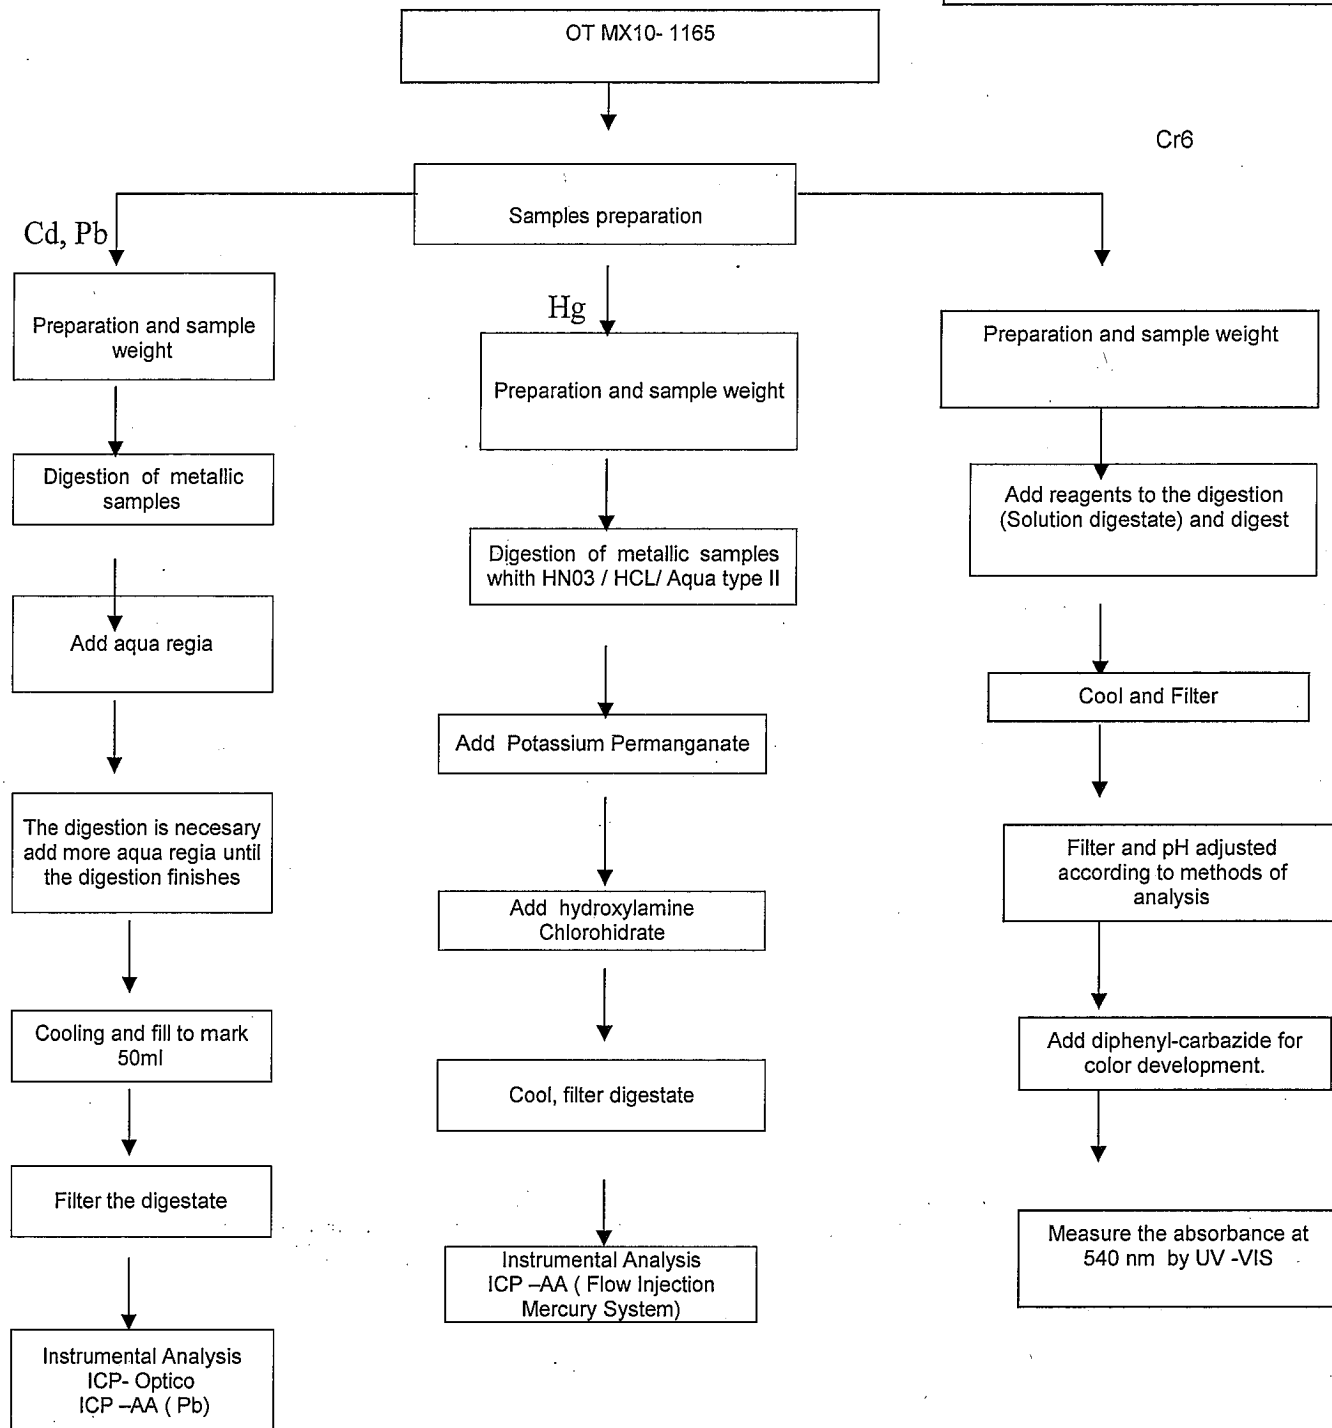 OT MX10- 1165
Cr6
Samples preparation
Cd, Pb
Preparation and sample
weight
Digestion of metallic
samples
Add aqua regia
The digestion is necesary
add more aqua regia until
the digestion finishes
Cooling and fill to mark
50ml
Filter the digestate
Instrumental Analysis
ICP- Optico
ICP –AA ( Pb)
Hg
Preparation and sample weight
Digestion of metallic samples
whith HN03 / HCL/ Aqua type II
Add Potassium Permanganate
Add hydroxylamine
Chlorohidrate
Cool, filter digestate
Instrumental Analysis
ICP –AA ( Flow Injection
Mercury System)
Preparation and sample weight
Add reagents to the digestion
(Solution digestate) and digest
Cool and Filter
Filter and pH adjusted
according to methods of
analysis
Add diphenyl-carbazide for
color development.
Measure the absorbance at
540 nm by UV -VIS